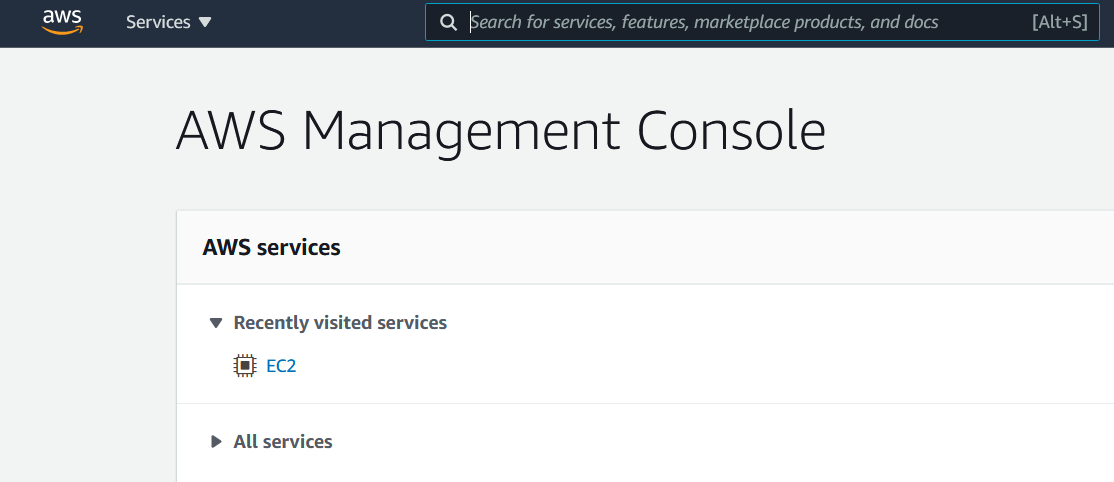 aws Services Search for services, features, marketplace products, and docs [Alt+S]
AWS Management Console
AWS services
Recently visited services
EC2
All services